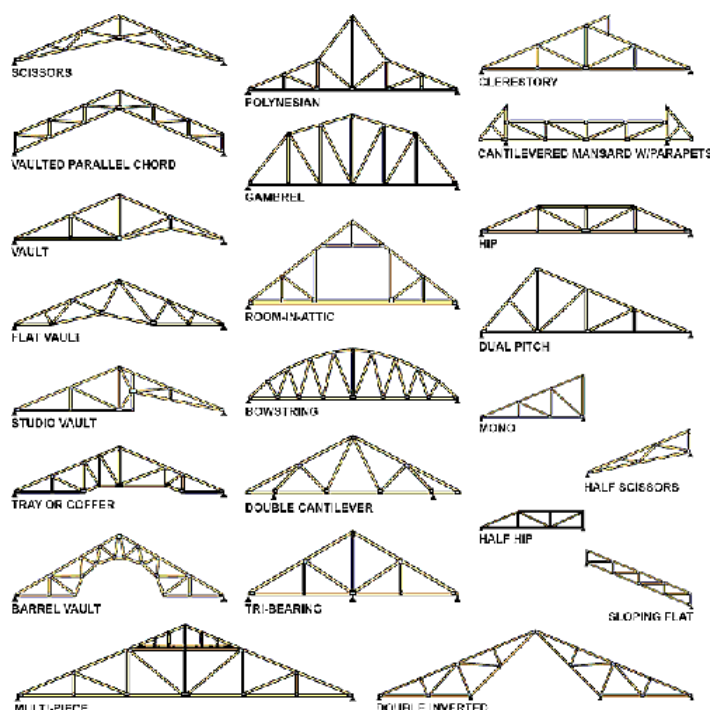 SCISSORS
VAULTED PARALLEL CHORD
VAULT
FLAT VAULT
STUDIO VAULT
TRAY OR COFFER
BARREL VAULT
MULTI-PIECE
POLYNESIAN
GAMBREL
ROOM-IN-ATTIC
BOWSTRING
DOUBLE CANTILEVER
TRI-BEARING
DOUBLE INVERTED
CLERESTORY
CANTILEVERED MANSARD W/PARAPETS
HIP
DUAL PITCH
MONO
HALF SCISSORS
HALF HIP
SLOPING FLAT